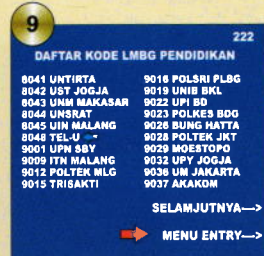 9
222
DAFTAR KODE LMBG PENDIDIKAN
8041 UNTIRTA
8042 UST JOGJA
8043 UNM MAKASAR
8044 UNSRAT
8045 UIN MALANG
8048 TEL-U
9001 UPN SBY
9009 ITN MALANG
9012 POLTEK MLG
9015 TRISAKTI
9016 POLSRI PLBG
9019 UNIB BKL
9022 UPI BD
9023 POLKES BDG
9026 BUNG HATTA
9028 POLTEK JKT
9029 MOESTOPO
9032 UPY JOGJA
9036 UM JAKARTA
9037 AKAKOM
SELAMJUTNYA--->
MENU ENTRY--->